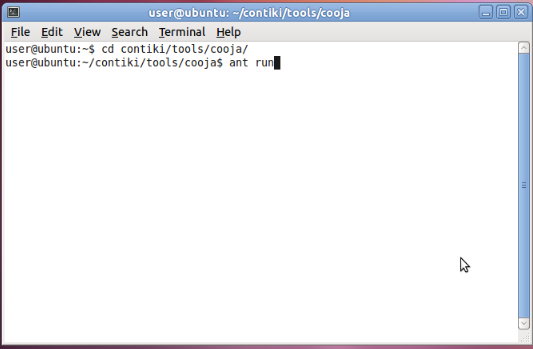 user@ubuntu: ~/contiki/tools/cooja
File Edit View Search Terminal Help
user@ubuntu:~$ cd contiki/tools/cooja/
user@ubuntu:~/contiki/tools/cooja$ ant run